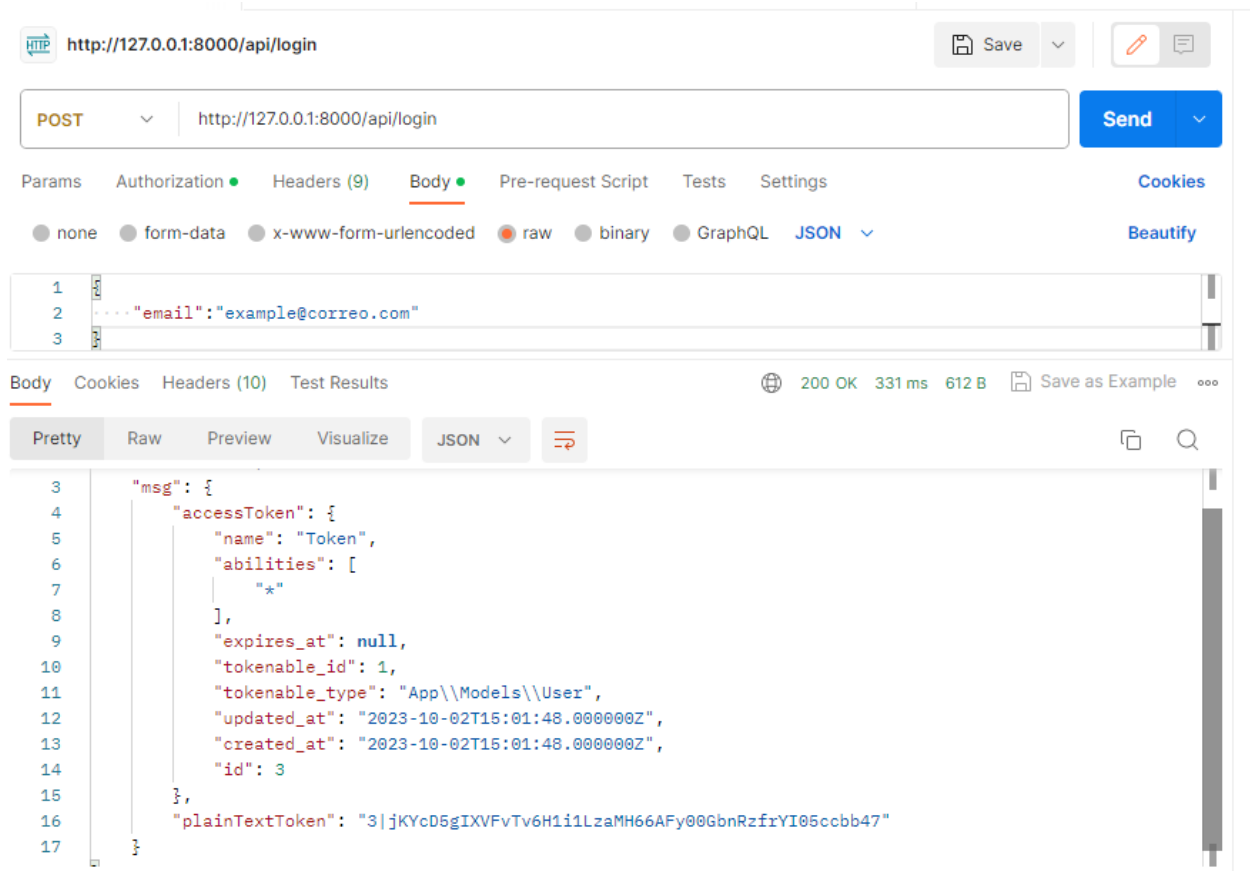 HTTP http://127.0.0.1:8000/api/login Save
POST http://127.0.0.1:8000/api/login Send
Params Authorization Headers (9) Body Pre-request Script Tests Settings Cookies
none form-data x-www-form-urlencoded raw binary GraphQL JSON Beautify
1 {
2 "email":"example@correo.com"
3 }
Body Cookies Headers (10) Test Results 200 OK 331 ms 612 B Save as Example
Pretty Raw Preview Visualize JSON
3 "msg": {
4 "accessToken": {
5 "name": "Token",
6 "abilities": [
7 "*"
8 ],
9 "expires_at": null,
10 "tokenable_id": 1,
11 "tokenable_type": "App\\Models\\User",
12 "updated_at": "2023-10-02T15:01:48.000000Z",
13 "created_at": "2023-10-02T15:01:48.000000Z",
14 "id": 3
15 },
16 "plainTextToken": "3|jKYcD5gIXVFvTv6H1i1LzaMH66AFy00GbnRzfrYI05ccbb47"
17 }